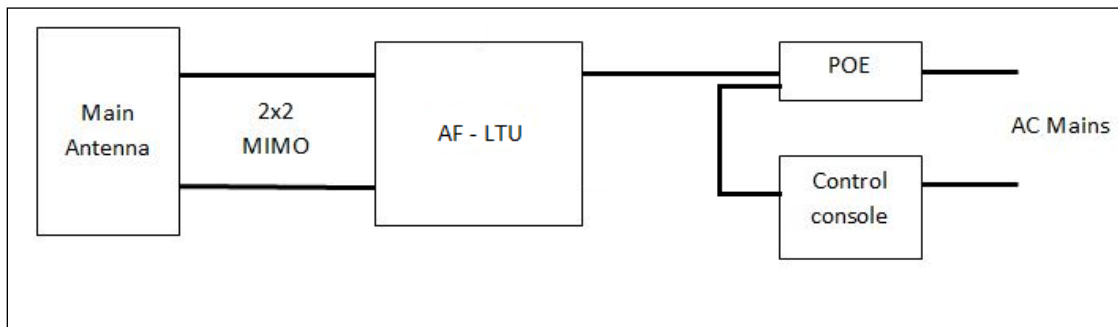 Main
Antenna
2x2
MIMO
AF - LTU
POE
AC Mains
Control
console